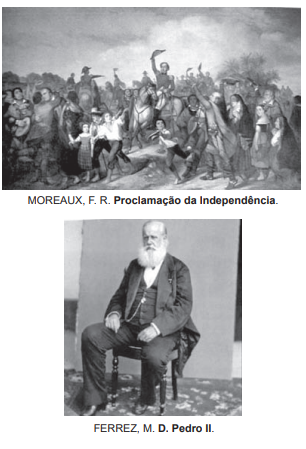 MOREAUX, F. R. Proclamação da Independência.
FERREZ, M. D. Pedro II.